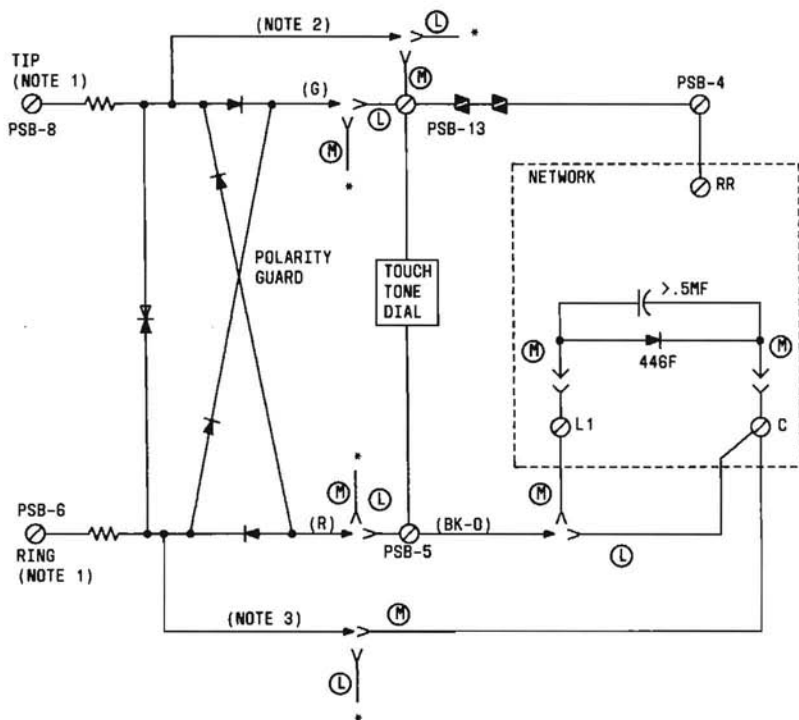 (NOTE 2)
L
*
TIP
(NOTE 1)
PSB-8
(G)
L
M
PSB-13
PSB-4
M
*
NETWORK
RR
POLARITY
GUARD
TOUCH
TONE
DIAL
>.5MF
M
446F
M
L1
C
*
M
L
M
PSB-6
(R)
PSB-5
(BK-O)
L
RING
(NOTE 1)
(NOTE 3)
M
L
*